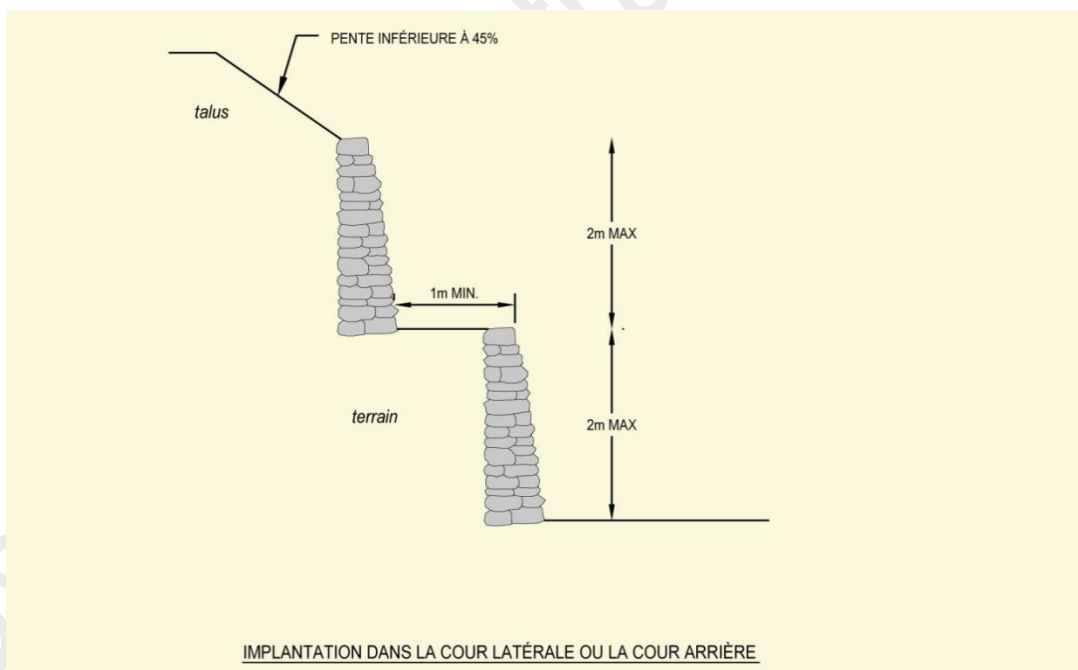 PENTE INFÉRIEURE À 45%
talus
2m MAX
1m MIN.
terrain
2m MAX
IMPLANTATION DANS LA COUR LATÉRALE OU LA COUR ARRIÈRE